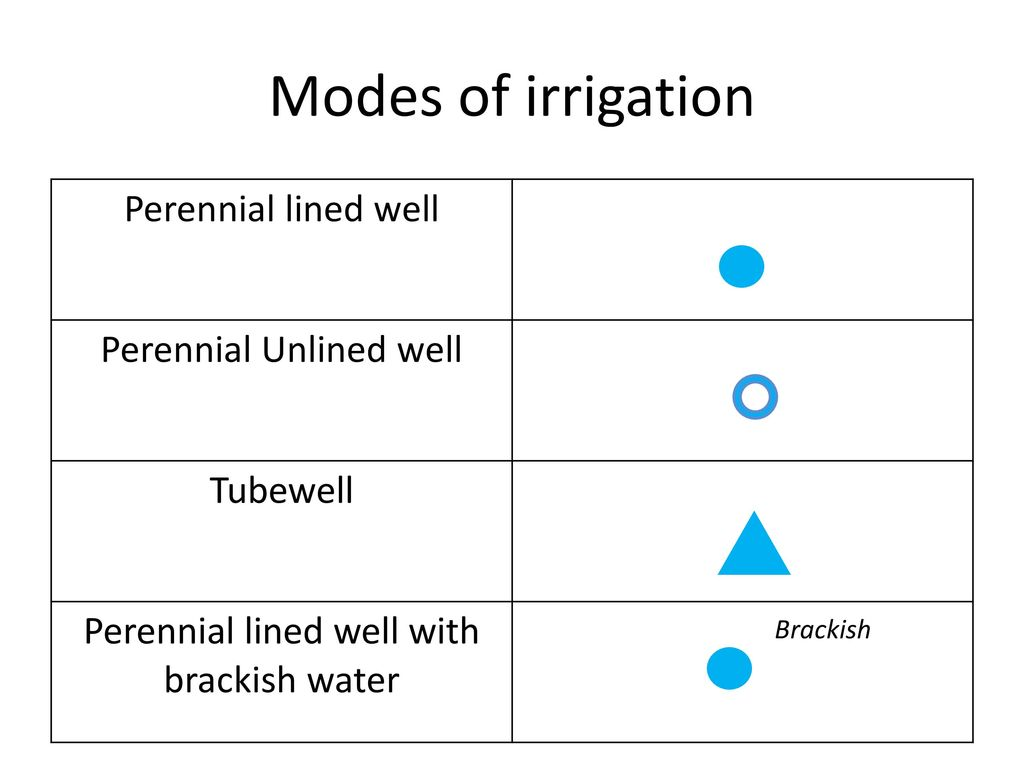 Modes of irrigation
Perennial lined well
Perennial Unlined well
Tubewell
Perennial lined well with
brackish water
Brackish